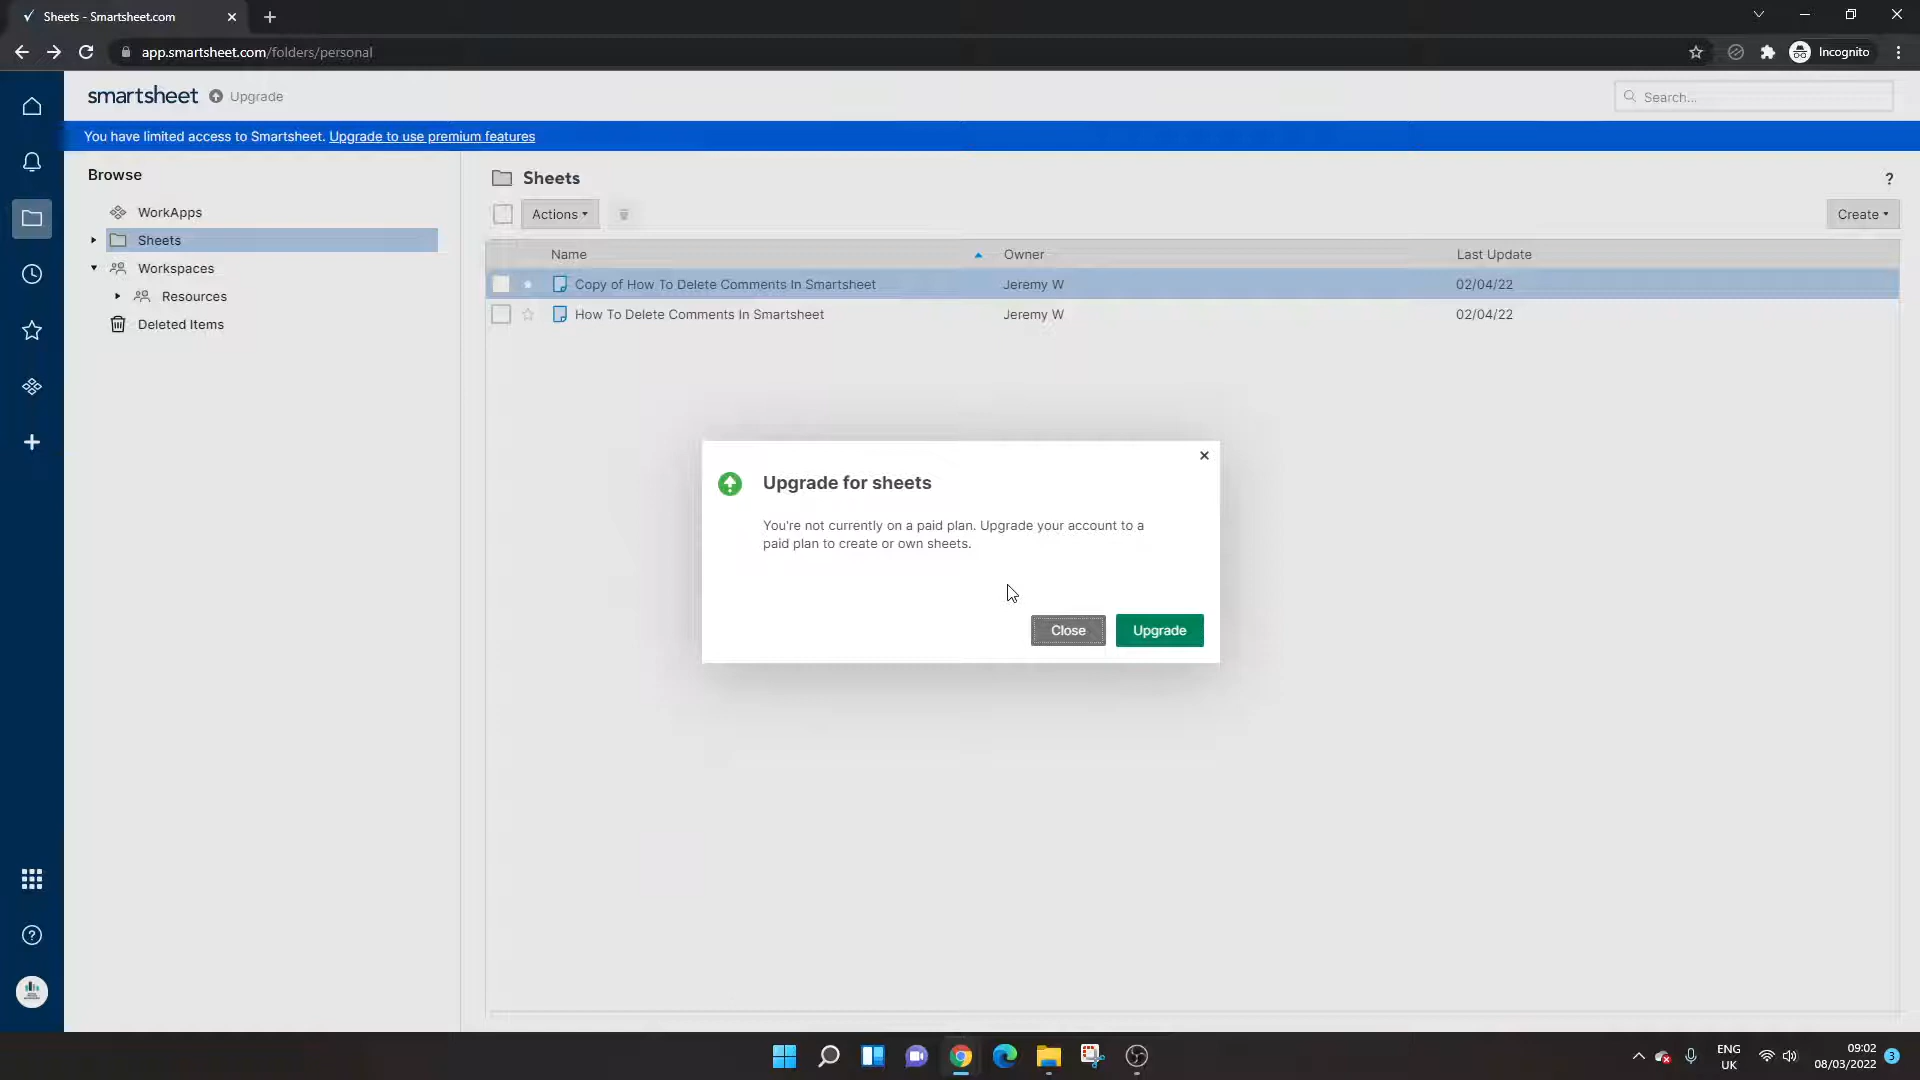 Sheets - Smartsheet.com
app.smartsheet.com/folders/personal
Incognito
smartsheet Upgrade
Search...
You have limited access to Smartsheet. Upgrade to use premium features
Browse
WorkApps
Sheets
Workspaces
Resources
Deleted Items
Sheets
?
Actions
Create
Name Owner Last Update
Copy of How To Delete Comments In Smartsheet Jeremy W 02/04/22
How To Delete Comments In Smartsheet Jeremy W 02/04/22
Upgrade for sheets
You're not currently on a paid plan. Upgrade your account to a
paid plan to create or own sheets.
Close Upgrade
ENG
UK
09:02
08/03/2022
3